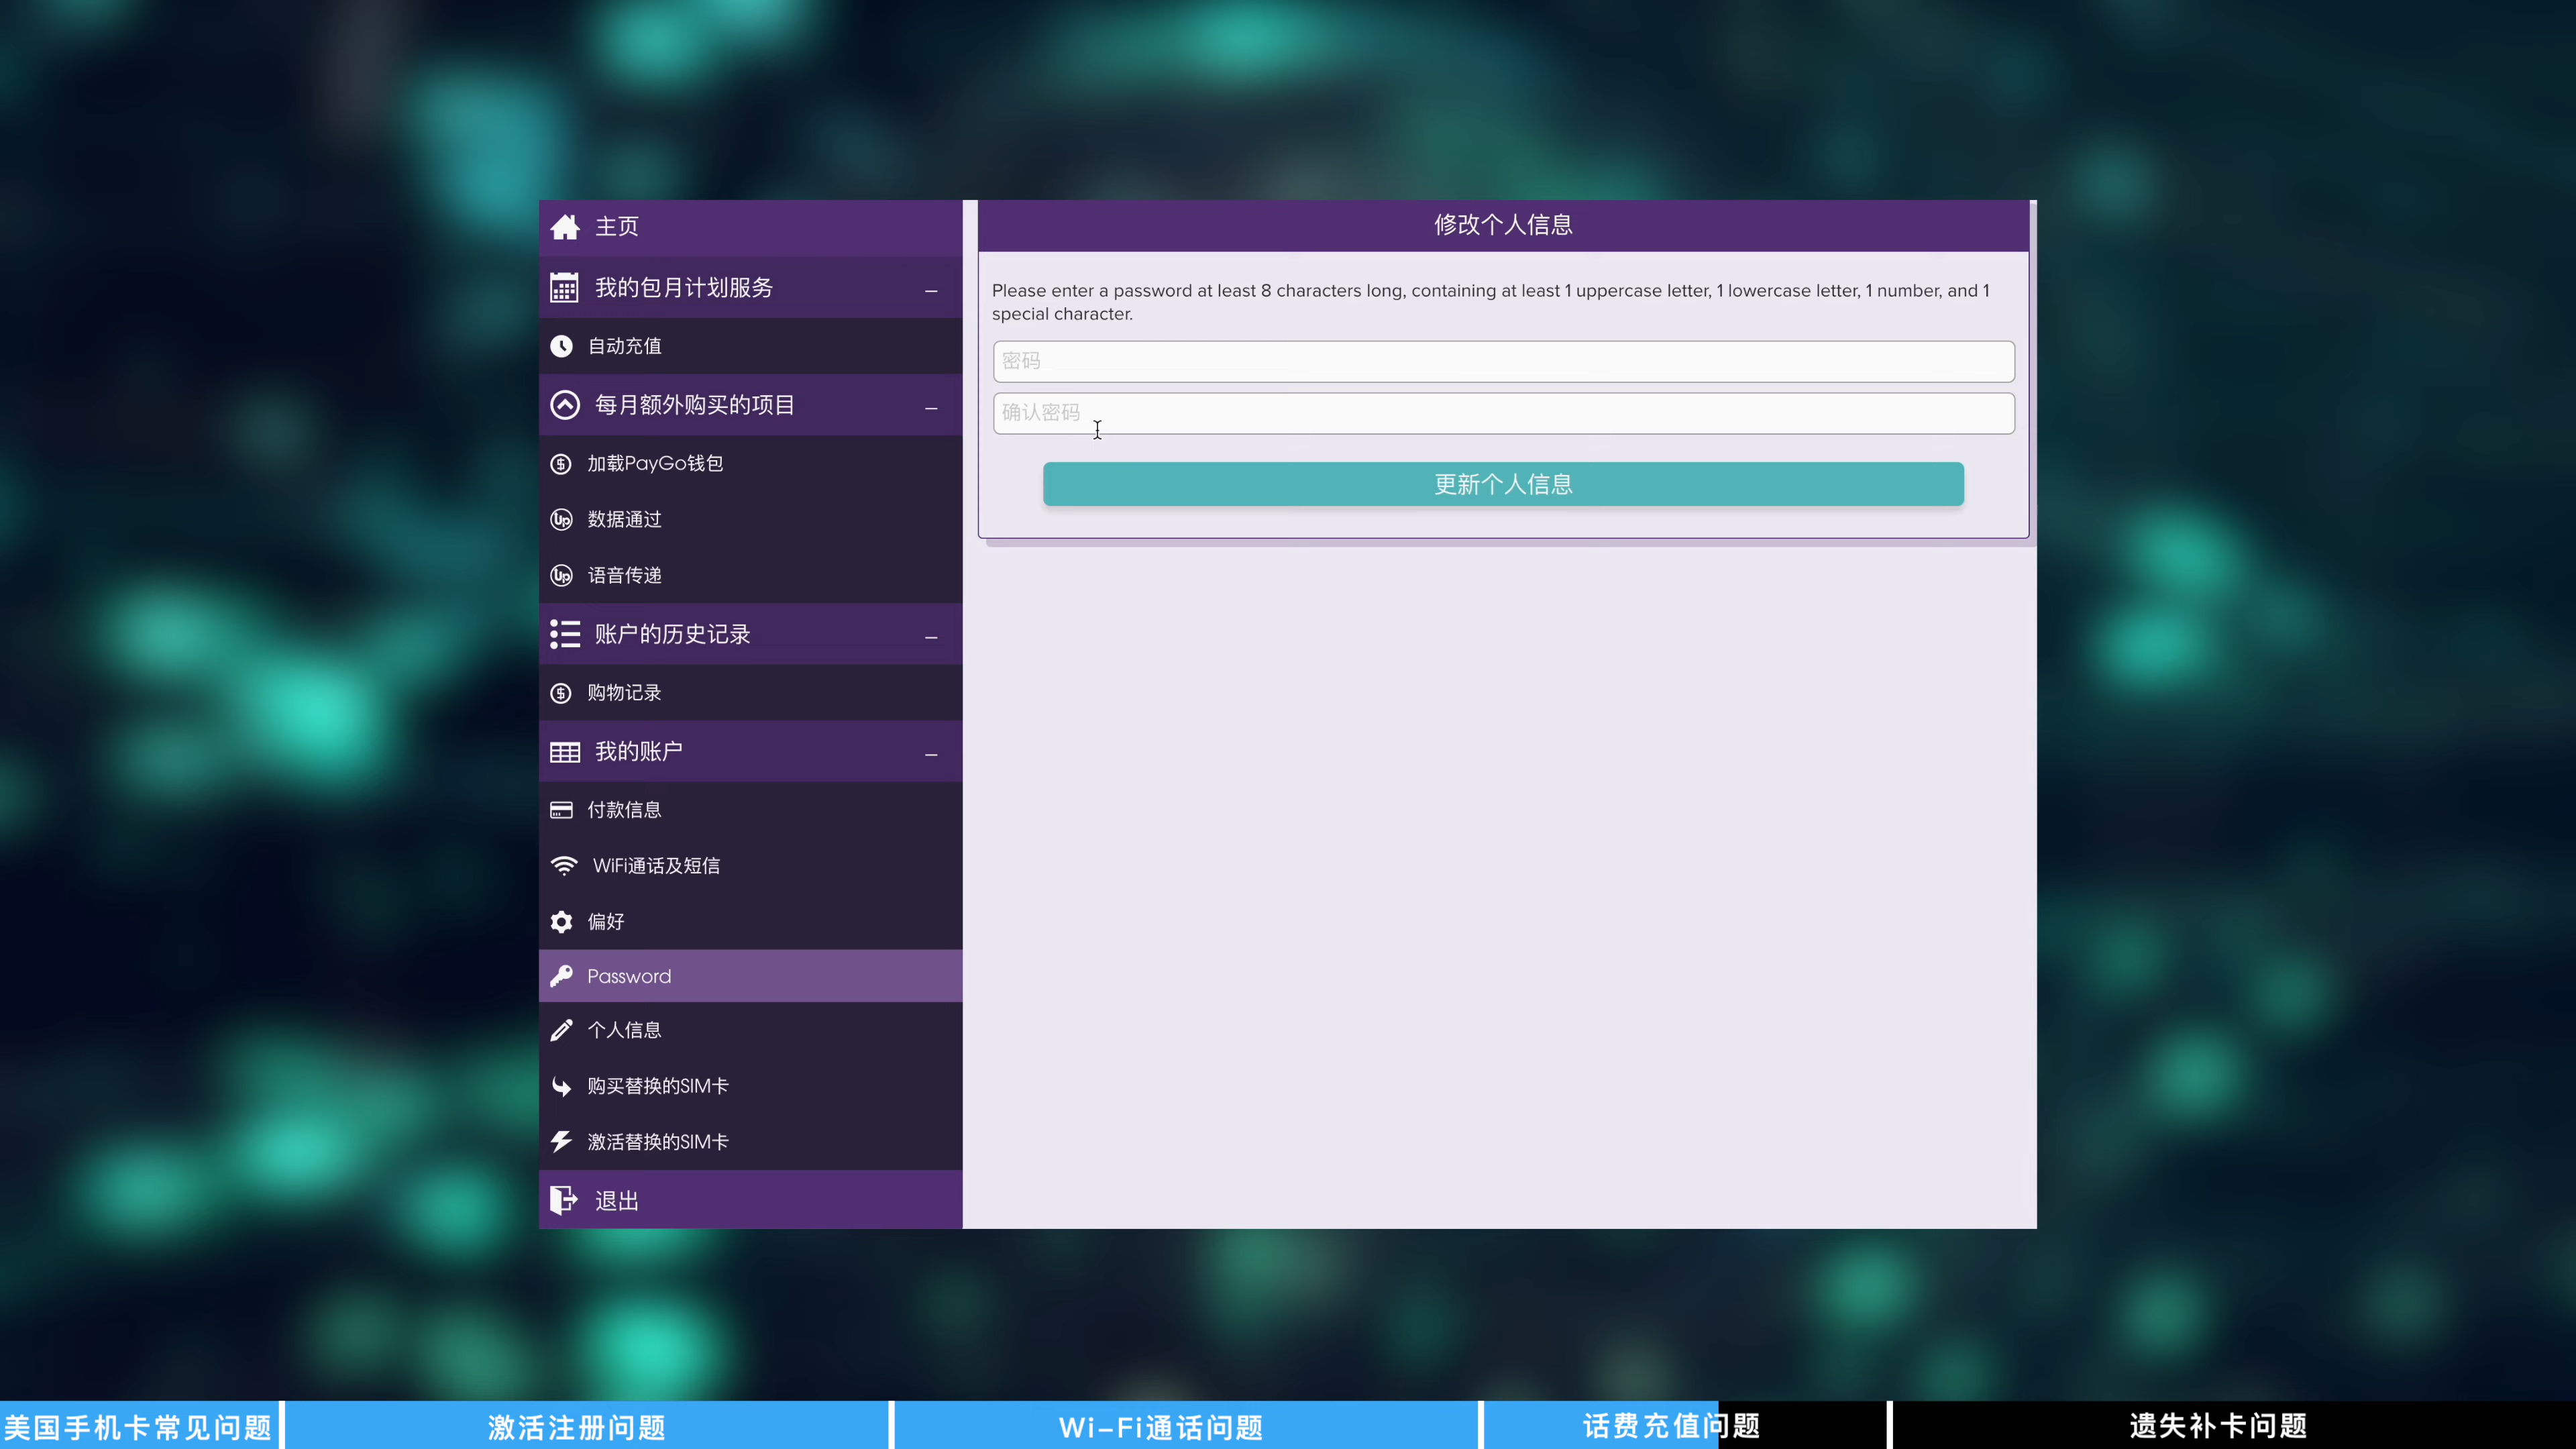 主页
我的包月计划服务
自动充值
每月额外购买的项目
加载PayGo钱包
数据通过
语音传递
账户的历史记录
购物记录
我的账户
付款信息
WiFi通话及短信
偏好
Password
个人信息
购买替换的SIM卡
激活替换的SIM卡
退出
修改个人信息
Please enter a password at least 8 characters long, containing at least 1 uppercase letter, 1 lowercase letter, 1 number, and 1
special character.
密码
确认密码
更新个人信息
美国手机卡常见问题
激活注册问题
Wi-Fi通话问题
话费充值问题
遗失补卡问题